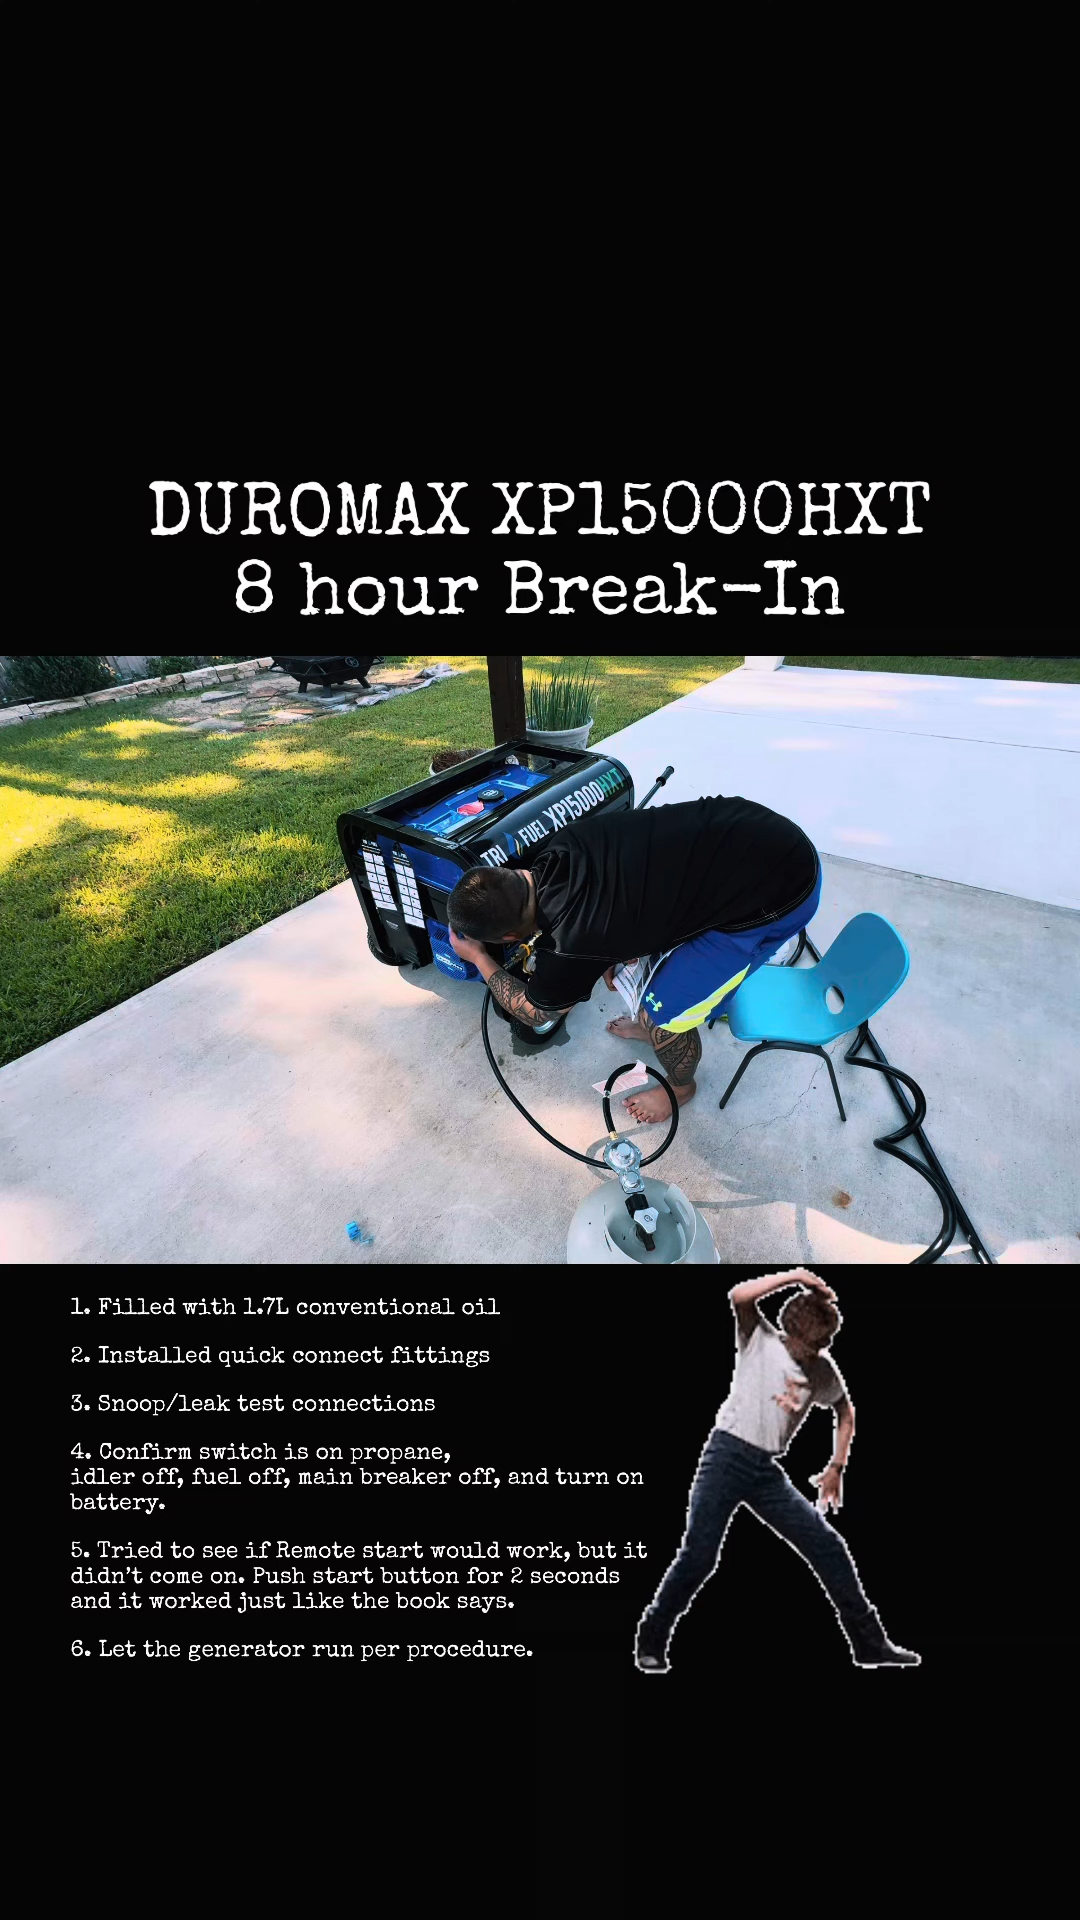 DUROMAX XP15000HXT
8 hour Break-In
TRI FUEL XP15000HXT
1. Filled with 1.7L conventional oil
2. Installed quick connect fittings
3. Snoop/leak test connections
4. Confirm switch is on propane,
idler off, fuel off, main breaker off, and turn on
battery.
5. Tried to see if Remote start would work, but it
didn't come on. Push start button for 2 seconds
and it worked just like the book says.
6. Let the generator run per procedure.